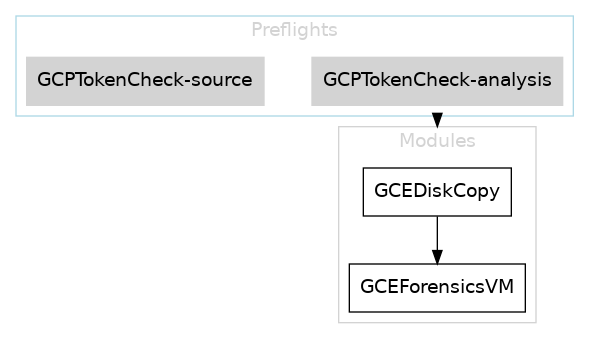 Preflights
GCPTokenCheck-source
GCPTokenCheck-analysis
Modules
GCEDiskCopy
GCEForensicsVM